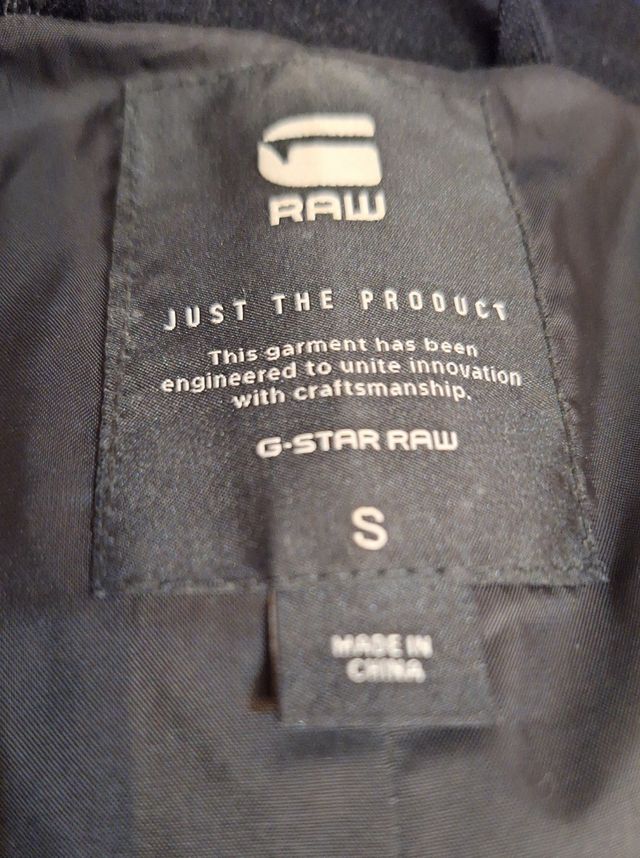 G
RAW
JUST THE PRODUCT
This garment has been
engineered to unite innovation
with craftsmanship.
G-STAR RAW
S
MADE IN
CHINA